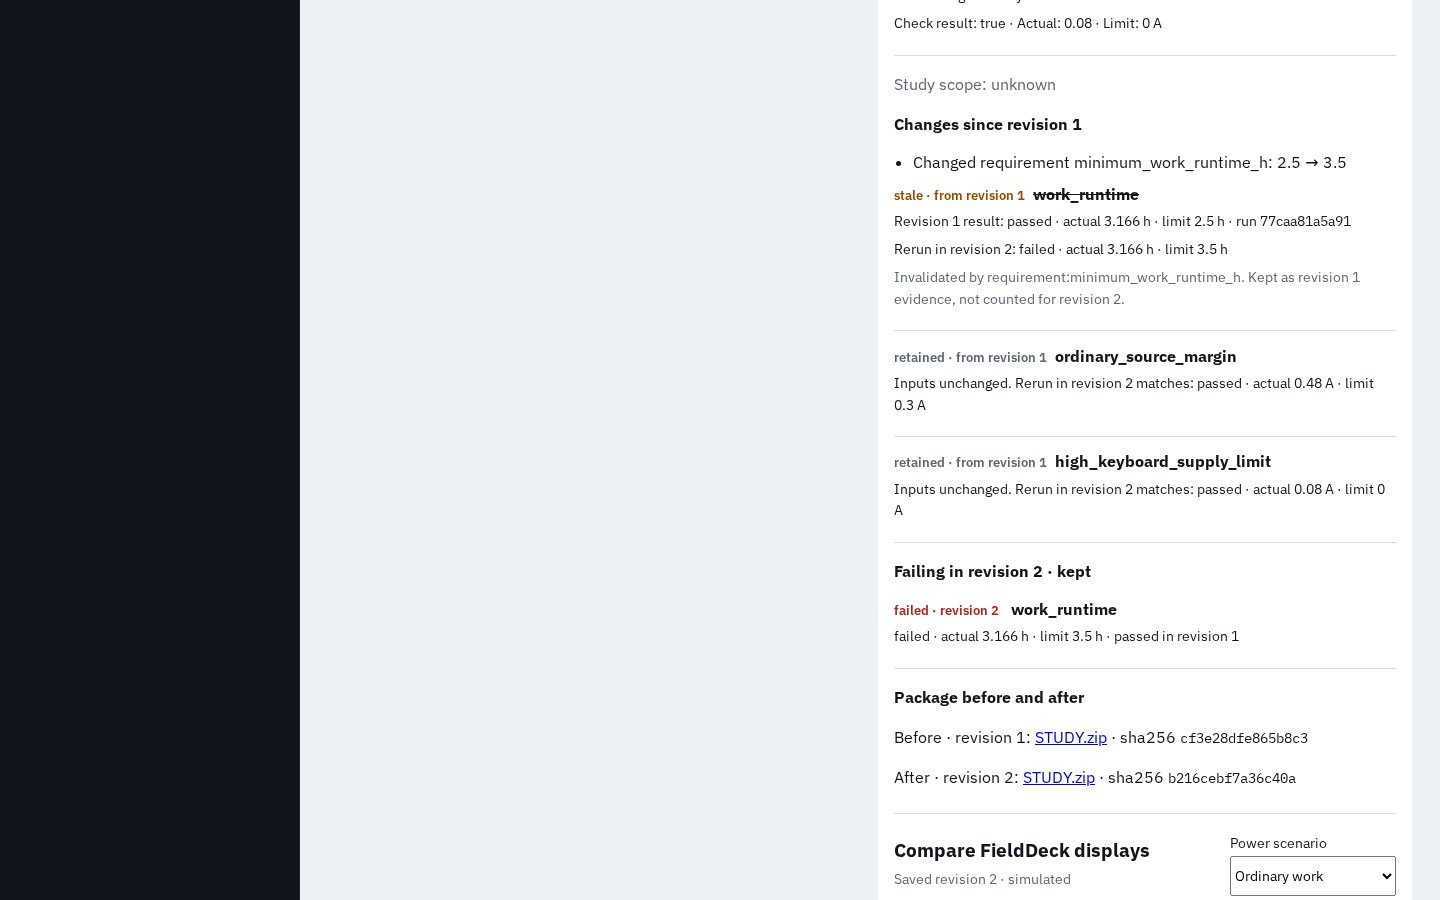 Check result: true · Actual: 0.08 · Limit: 0 A
Study scope: unknown
Changes since revision 1
• Changed requirement minimum_work_runtime_h: 2.5 → 3.5
stale · from revision 1 work_runtime
Revision 1 result: passed · actual 3.166 h · limit 2.5 h · run 77caa81a5a91
Rerun in revision 2: failed · actual 3.166 h · limit 3.5 h
Invalidated by requirement:minimum_work_runtime_h. Kept as revision 1
evidence, not counted for revision 2.
retained · from revision 1 ordinary_source_margin
Inputs unchanged. Rerun in revision 2 matches: passed · actual 0.48 A · limit
0.3 A
retained · from revision 1 high_keyboard_supply_limit
Inputs unchanged. Rerun in revision 2 matches: passed · actual 0.08 A · limit 0
A
Failing in revision 2 · kept
failed · revision 2 work_runtime
failed · actual 3.166 h · limit 3.5 h · passed in revision 1
Package before and after
Before · revision 1: STUDY.zip · sha256 cf3e28dfe865b8c3
After · revision 2: STUDY.zip · sha256 b216cebf7a36c40a
Compare FieldDeck displays
Saved revision 2 · simulated
Power scenario
Ordinary work